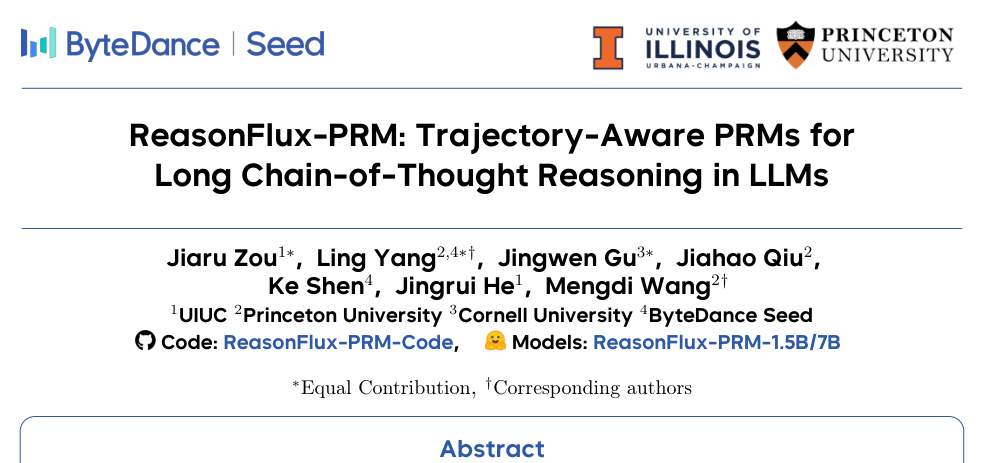 ByteDance | Seed
UNIVERSITY OF
ILLINOIS
URBANA-CHAMPAIGN
PRINCETON
UNIVERSITY
ReasonFlux-PRM: Trajectory-Aware PRMs for
Long Chain-of-Thought Reasoning in LLMs
Jiaru Zou¹*, Ling Yang²,⁴*†, Jingwen Gu³*, Jiahao Qiu²,
Ke Shen⁴, Jingrui He¹, Mengdi Wang²†
¹UIUC ²Princeton University ³Cornell University ⁴ByteDance Seed
Code: ReasonFlux-PRM-Code, Models: ReasonFlux-PRM-1.5B/7B
*Equal Contribution, †Corresponding authors
Abstract